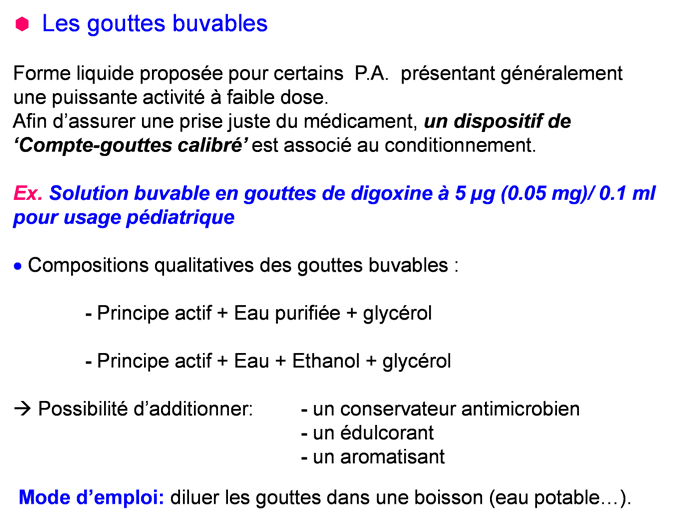 Les gouttes buvables
Forme liquide proposée pour certains P.A. présentant généralement
une puissante activité à faible dose.
Afin d'assurer une prise juste du médicament, un dispositif de
'Compte-gouttes calibré' est associé au conditionnement.
Ex. Solution buvable en gouttes de digoxine à 5 µg (0.05 mg)/ 0.1 ml
pour usage pédiatrique
• Compositions qualitatives des gouttes buvables :
- Principe actif + Eau purifiée + glycérol
- Principe actif + Eau + Ethanol + glycérol
→ Possibilité d'additionner: - un conservateur antimicrobien
- un édulcorant
- un aromatisant
Mode d'emploi: diluer les gouttes dans une boisson (eau potable…).